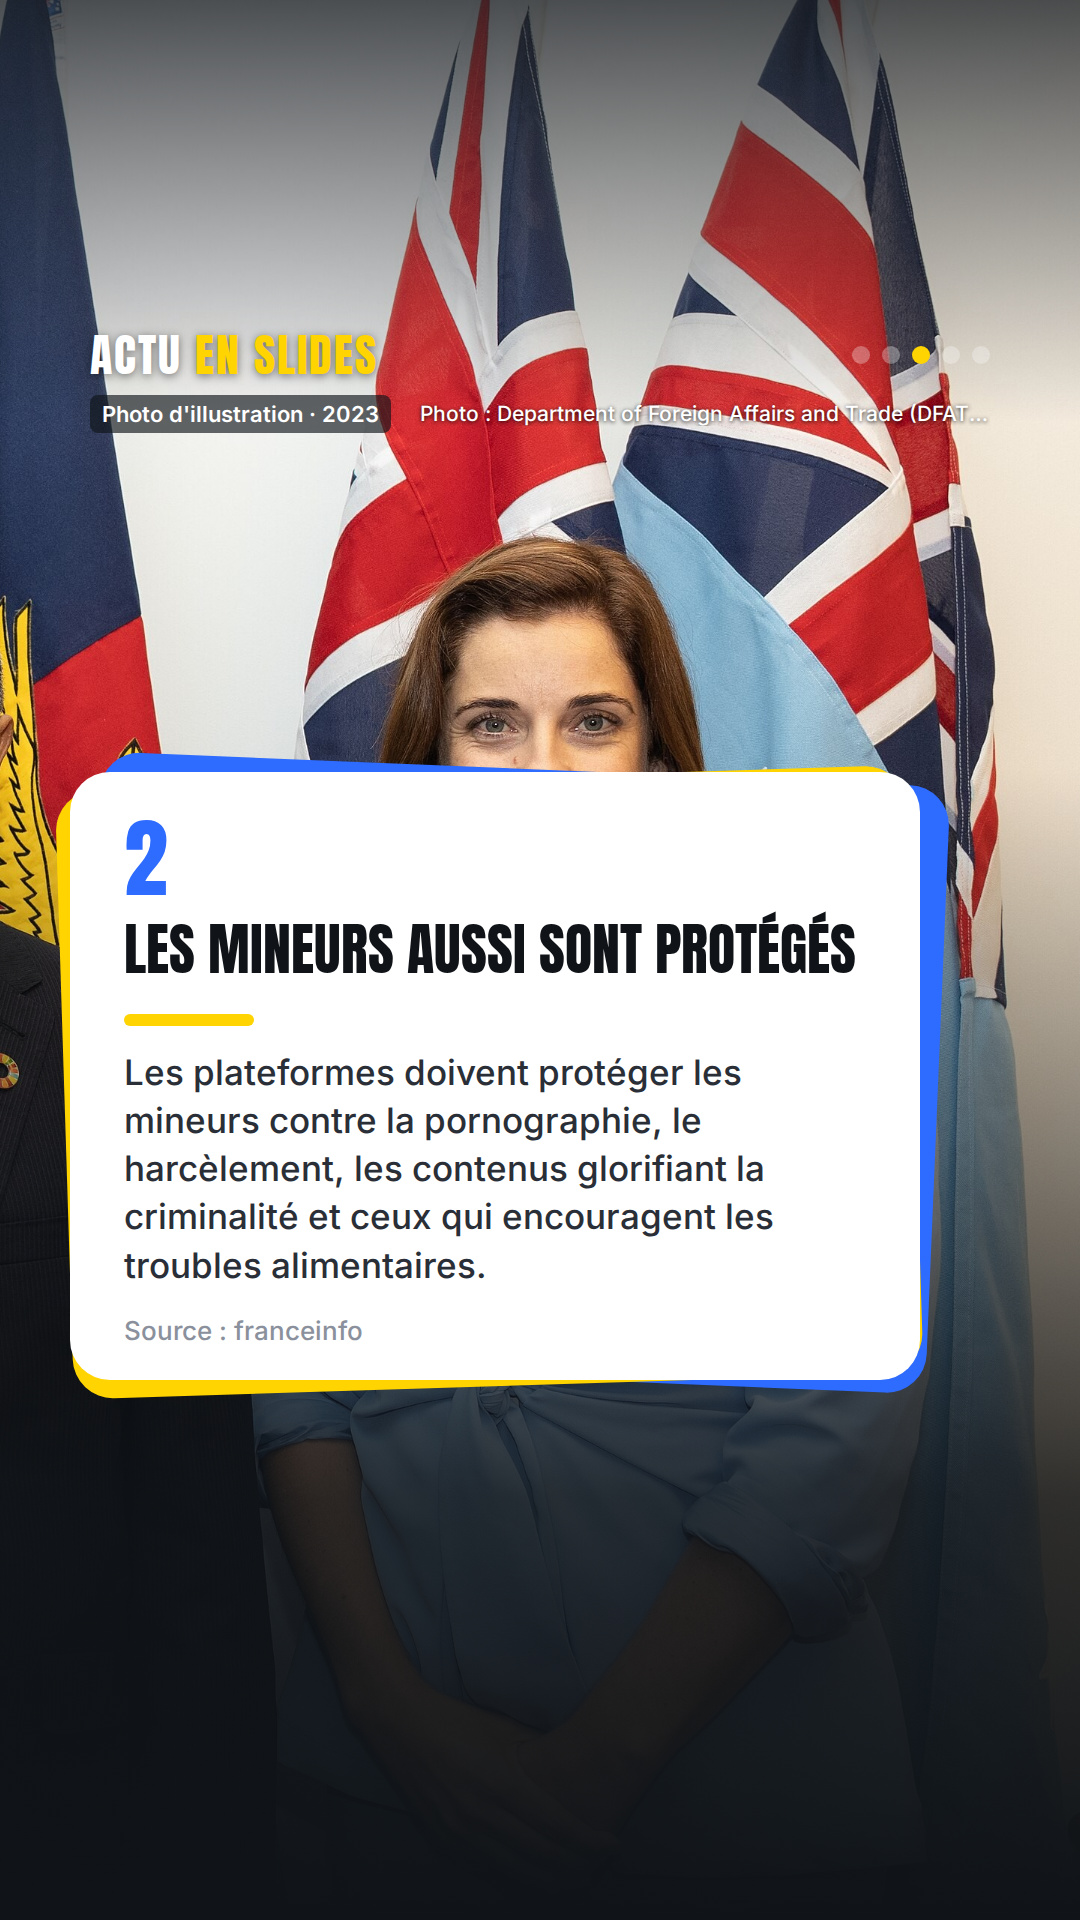 ACTU EN SLIDES
Photo d'illustration · 2023
Photo : Department of Foreign Affairs and Trade (DFAT…
2
LES MINEURS AUSSI SONT PROTÉGÉS
Les plateformes doivent protéger les
mineurs contre la pornographie, le
harcèlement, les contenus glorifiant la
criminalité et ceux qui encouragent les
troubles alimentaires.
Source : franceinfo